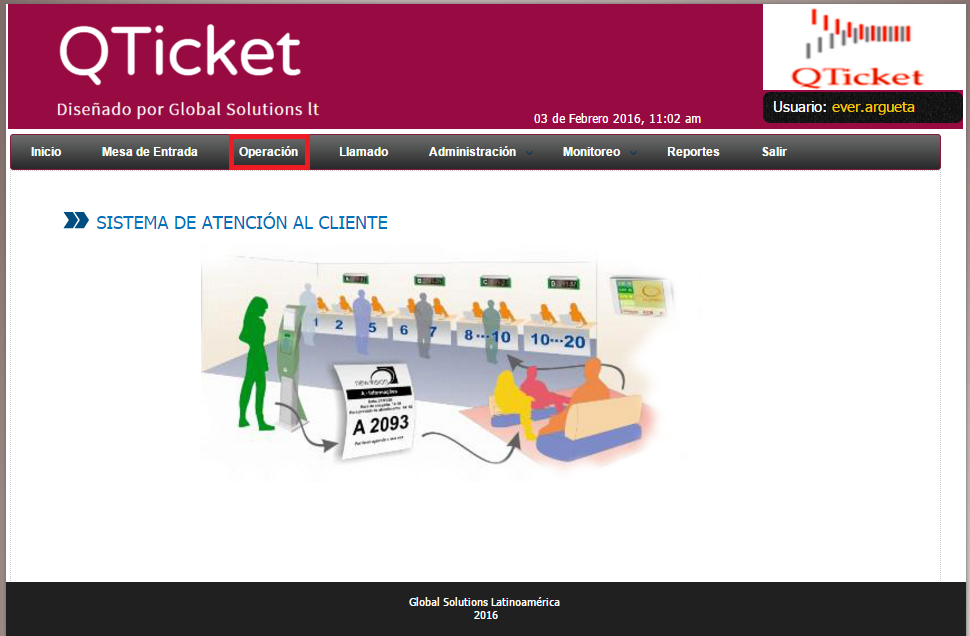 QTicket
Diseñado por Global Solutions lt
03 de Febrero 2016, 11:02 am
QTicket
Usuario: ever.argueta
Inicio
Mesa de Entrada
Operación
Llamado
Administración
Monitoreo
Reportes
Salir
SISTEMA DE ATENCIÓN AL CLIENTE
A
B
C
D
1
2
5
6
7
8···10
10···20
A - Informações
A 2093
Global Solutions Latinoamérica
2016